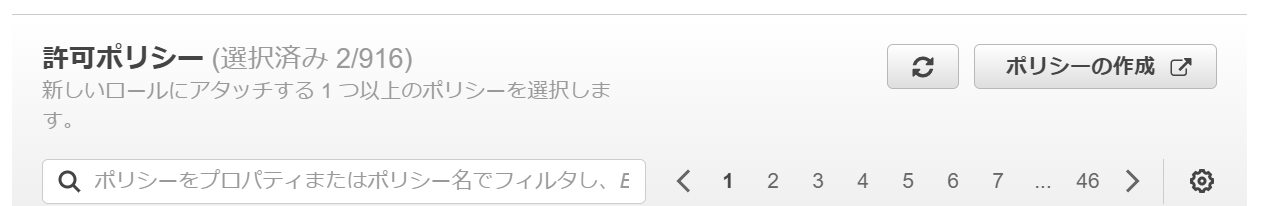 許可ポリシー (選択済み 2/916)
新しいロールにアタッチする 1 つ以上のポリシーを選択しま
す。
ポリシーの作成
ポリシーをプロパティまたはポリシー名でフィルタし、E
1 2 3 4 5 6 7 ... 46